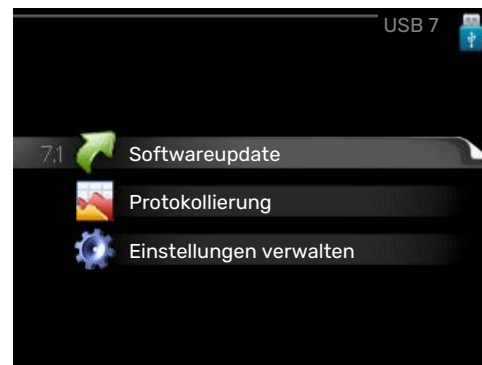 USB 7
7.1 Softwareupdate
Protokollierung
Einstellungen verwalten